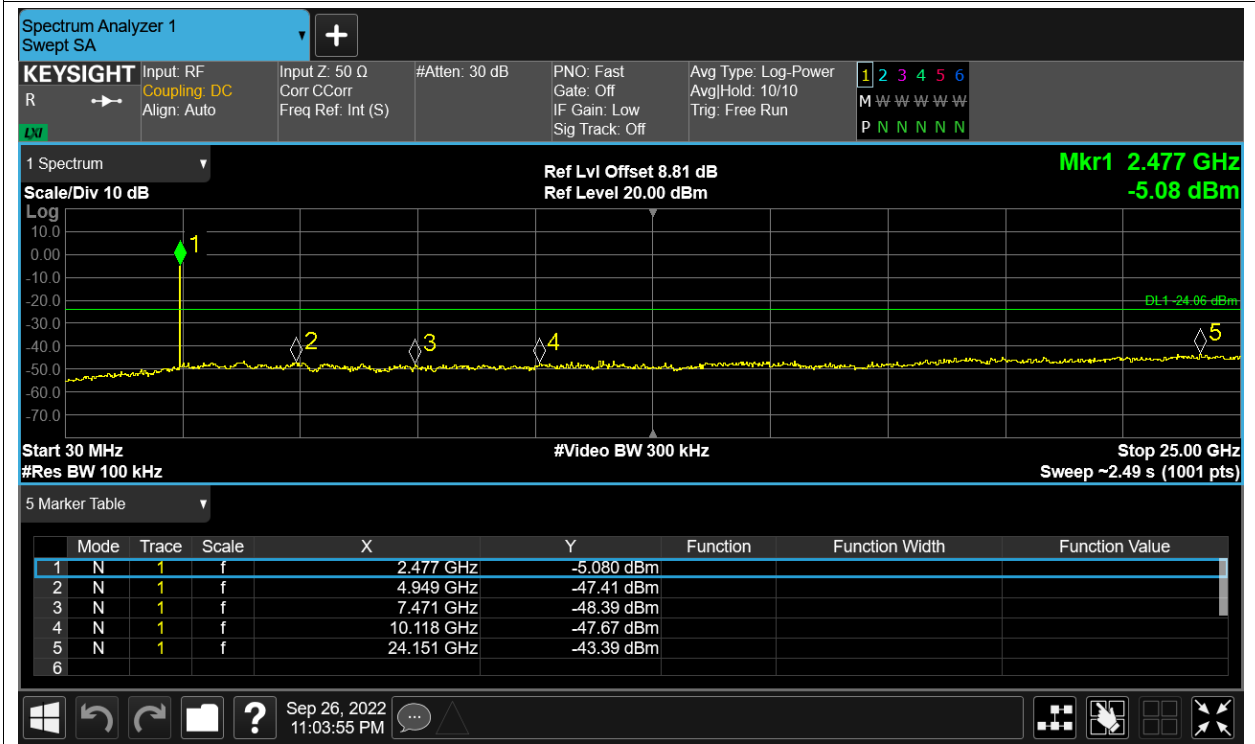 Spectrum Analyzer 1
Swept SA
+
KEYSIGHT
R
LXI
Input: RF
Coupling: DC
Align: Auto
Input Z: 50 Ω
Corr CCorr
Freq Ref: Int (S)
#Atten: 30 dB
PNO: Fast
Gate: Off
IF Gain: Low
Sig Track: Off
Avg Type: Log-Power
Avg|Hold: 10/10
Trig: Free Run
1 2 3 4 5 6
M W W W W W
P N N N N N
1 Spectrum
Scale/Div 10 dB
Ref Lvl Offset 8.81 dB
Ref Level 20.00 dBm
Mkr1 2.477 GHz
-5.08 dBm
Log
10.0
0.00
-10.0
-20.0
-30.0
-40.0
-50.0
-60.0
-70.0
1
2
3
4
5
DL1 -24.06 dBm
Start 30 MHz
#Video BW 300 kHz
Stop 25.00 GHz
#Res BW 100 kHz
Sweep ~2.49 s (1001 pts)
5 Marker Table
Mode Trace Scale X Y Function Function Width Function Value
1 N 1 f 2.477 GHz -5.080 dBm
2 N 1 f 4.949 GHz -47.41 dBm
3 N 1 f 7.471 GHz -48.39 dBm
4 N 1 f 10.118 GHz -47.67 dBm
5 N 1 f 24.151 GHz -43.39 dBm
6
?
Sep 26, 2022
11:03:55 PM